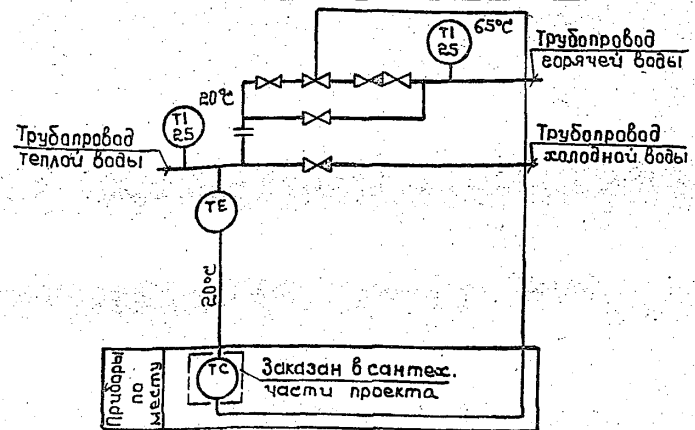 65°C
TI
25
Трубопровод
горячей воды
20°C
TI
25
Трубопровод
теплой воды
Трубопровод
холодной воды
TE
20°C
Приборы
по
месту
TC
Заказан в сантех.
части проекта